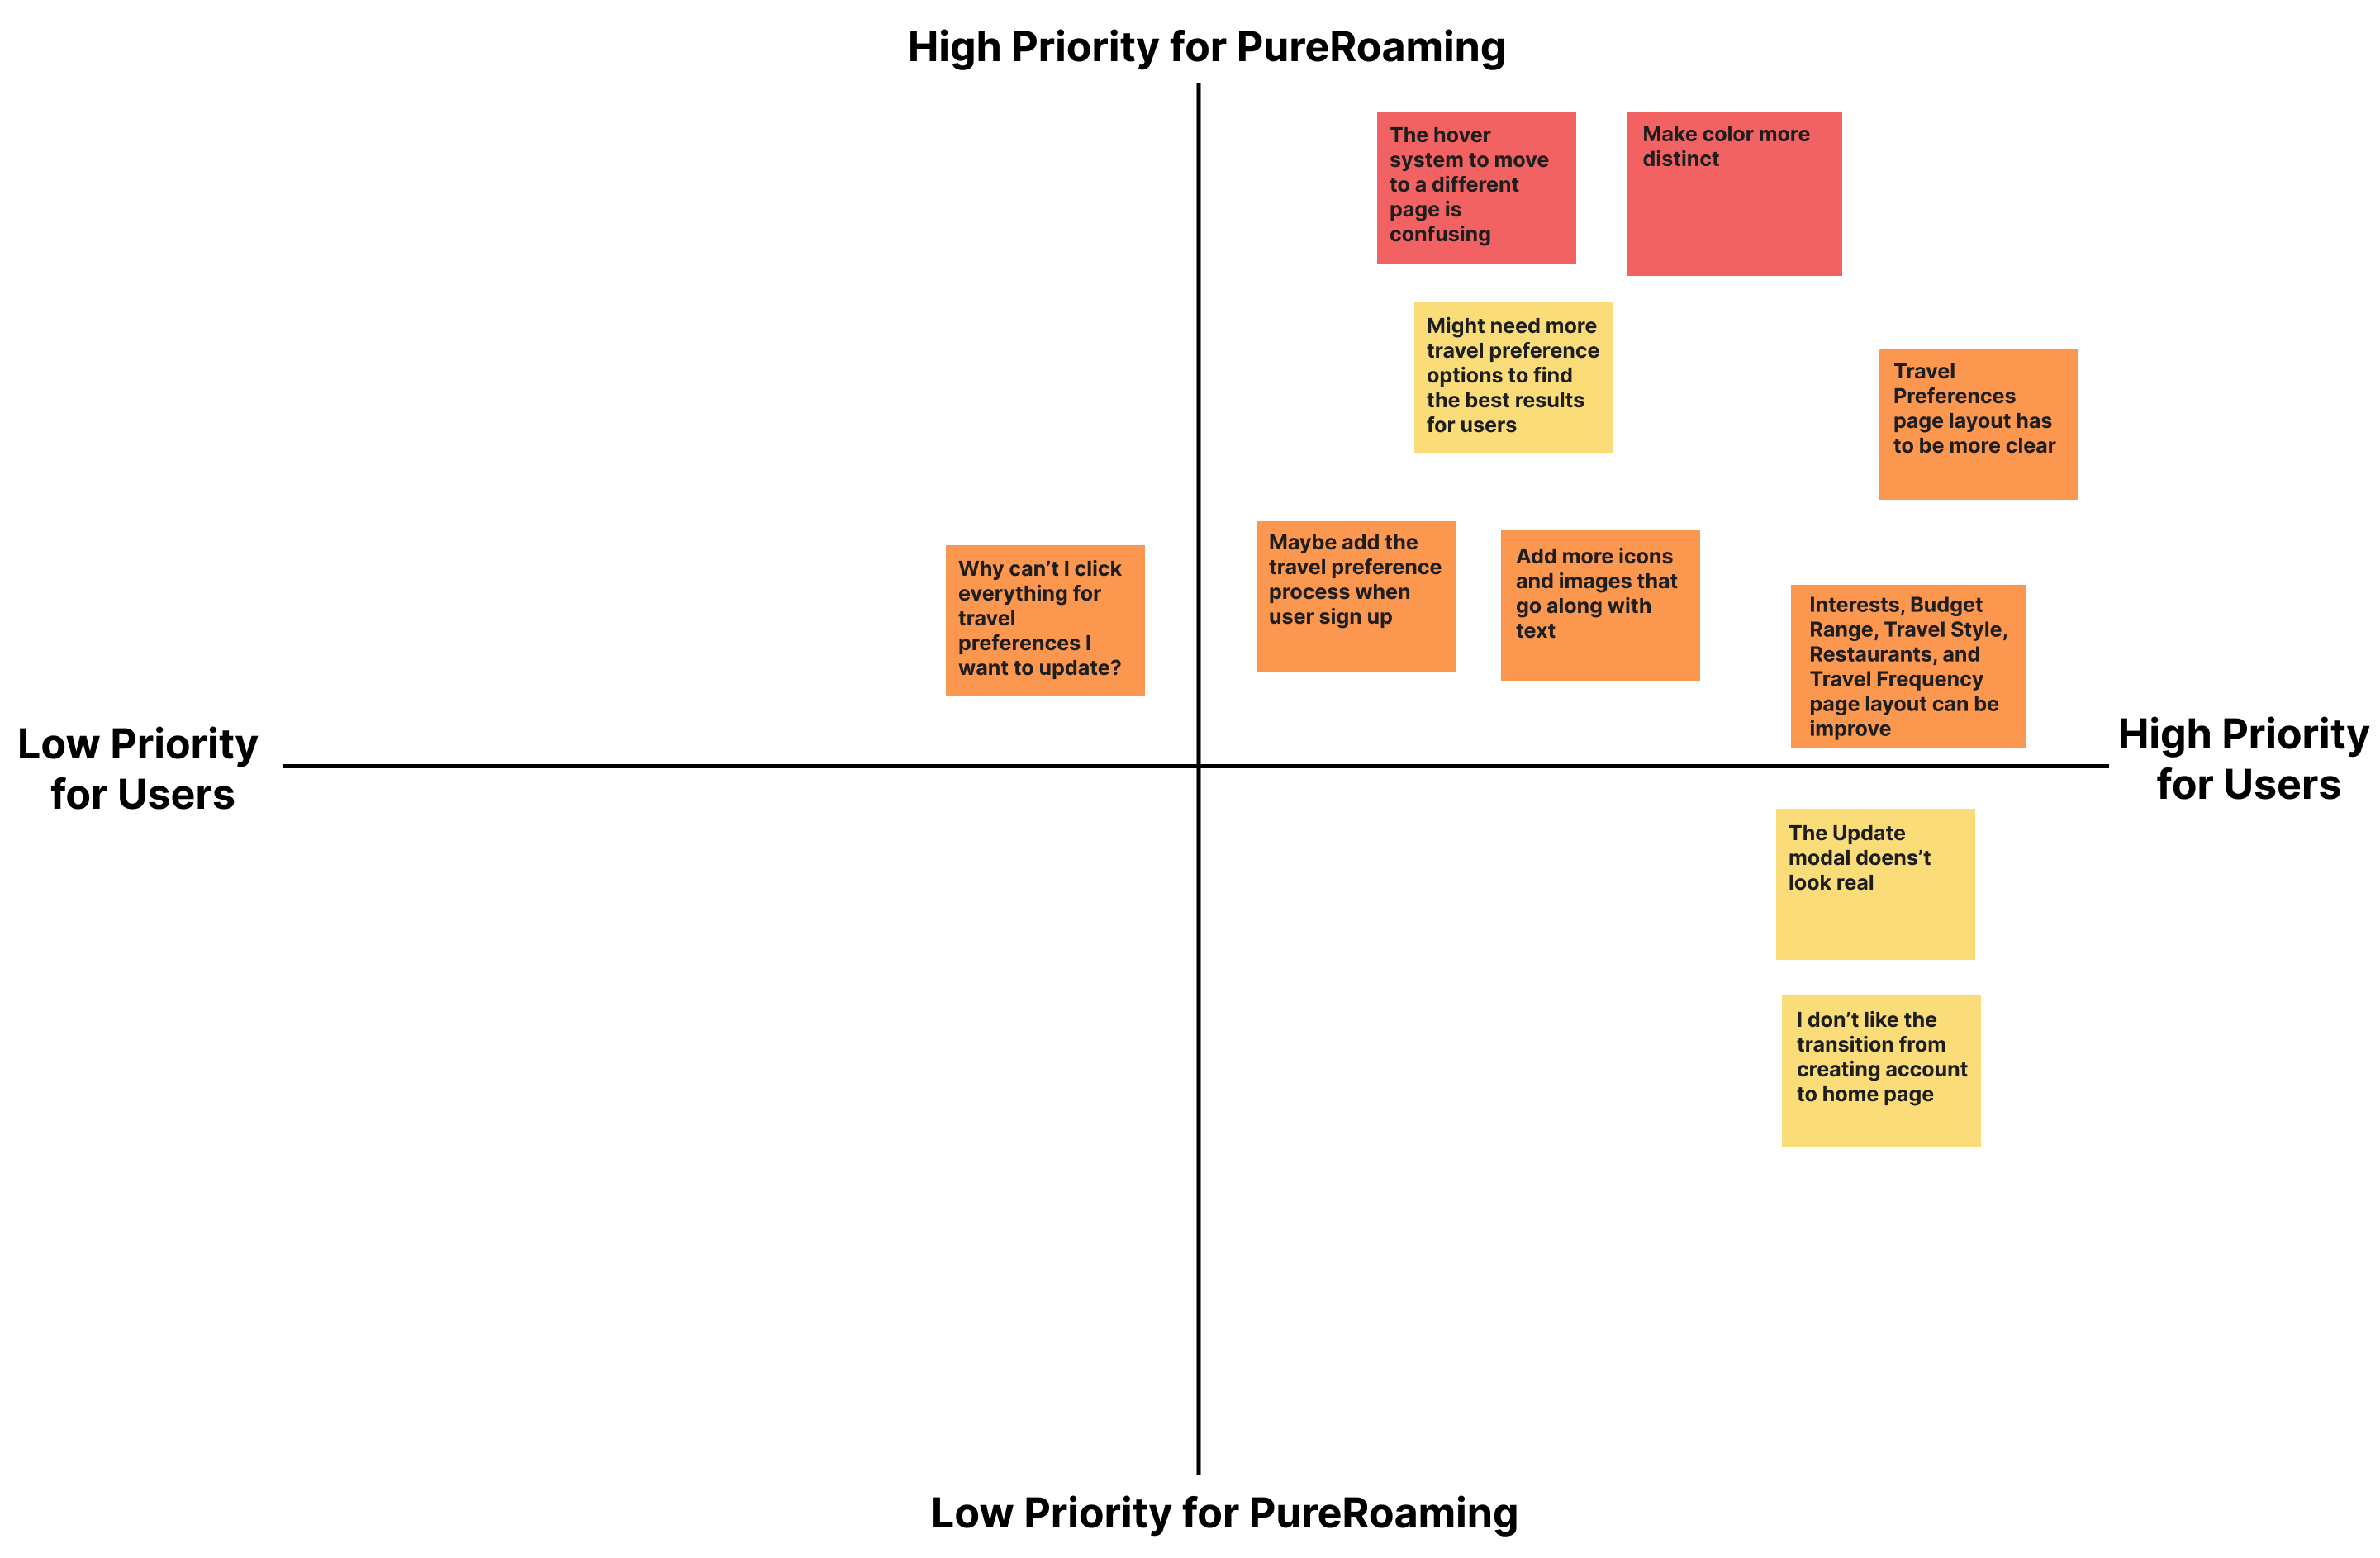 High Priority for PureRoaming
The hover
system to move
to a different
page is
confusing
Make color more
distinct
Might need more
travel preference
options to find
the best results
for users
Travel
Preferences
page layout has
to be more clear
Why can’t I click
everything for
travel
preferences I
want to update?
Maybe add the
travel preference
process when
user sign up
Add more icons
and images that
go along with
text
Interests, Budget
Range, Travel Style,
Restaurants, and
Travel Frequency
page layout can be
improve
Low Priority
for Users
High Priority
for Users
The Update
modal doens’t
look real
I don’t like the
transition from
creating account
to home page
Low Priority for PureRoaming